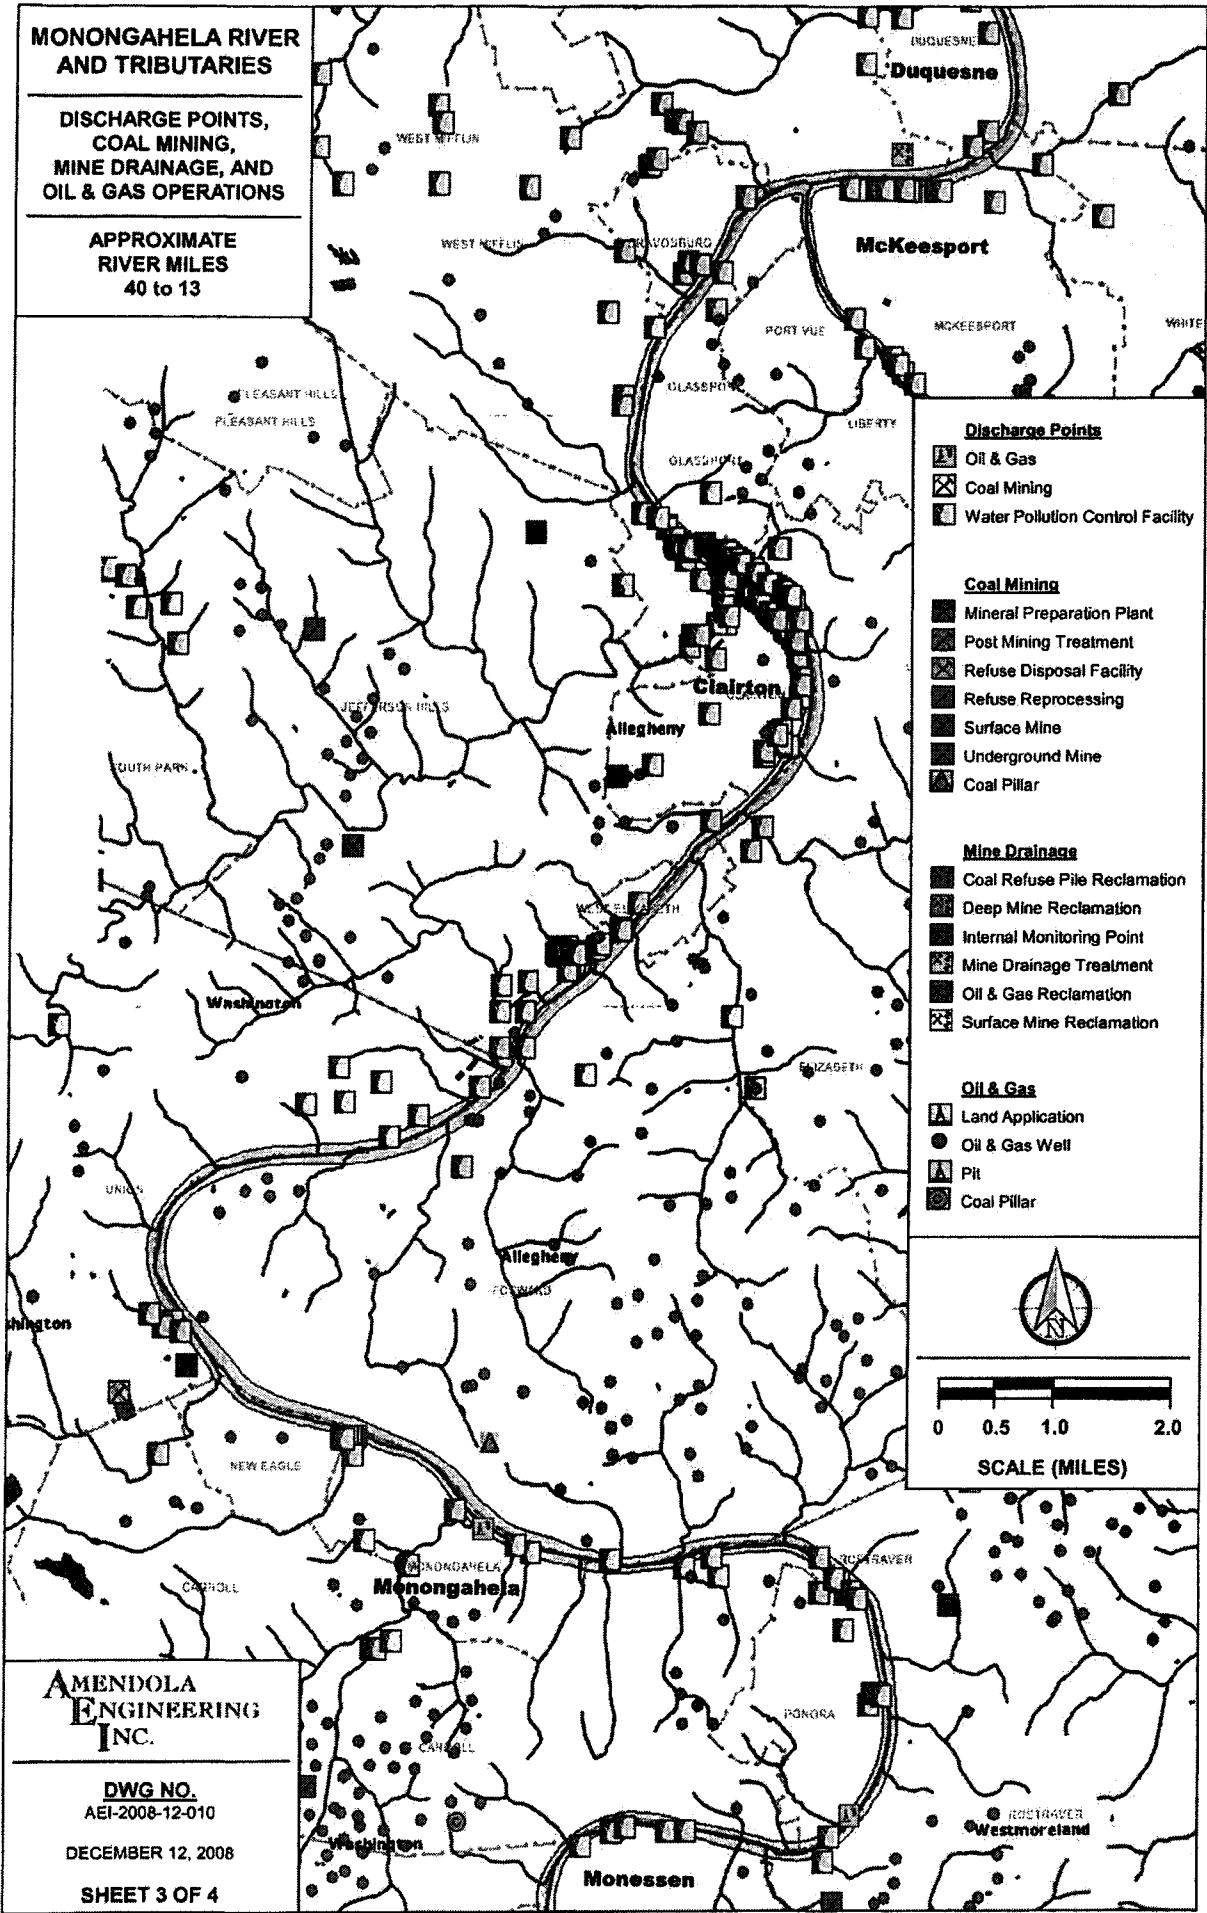 MONONGAHELA RIVER
AND TRIBUTARIES
DISCHARGE POINTS,
COAL MINING,
MINE DRAINAGE, AND
OIL & GAS OPERATIONS
APPROXIMATE
RIVER MILES
40 to 13
DUQUESNE
Duquesne
WEST MIFFLIN
WEST MIFFLIN
DRAVOSBURG
McKeesport
PORT VUE
MCKEESPORT
WHITE
PLEASANT HILLS
PLEASANT HILLS
GLASSPORT
LIBERTY
GLASSPORT
Discharge Points
Oil & Gas
Coal Mining
Water Pollution Control Facility
Coal Mining
Mineral Preparation Plant
Post Mining Treatment
Refuse Disposal Facility
Refuse Reprocessing
Surface Mine
Underground Mine
Coal Pillar
Mine Drainage
Coal Refuse Pile Reclamation
Deep Mine Reclamation
Internal Monitoring Point
Mine Drainage Treatment
Oil & Gas Reclamation
Surface Mine Reclamation
Oil & Gas
Land Application
Oil & Gas Well
Pit
Coal Pillar
N
0 0.5 1.0 2.0
SCALE (MILES)
Clairton
JEFFERSON HILLS
Allegheny
SOUTH PARK
WEST ELIZABETH
Washington
ELIZABETH
UNION
Allegheny
FORWARD
shington
NEW EAGLE
MONONGAHELA
Monongahela
CARROLL
ROSTRAVER
DONORA
CARROLL
Washington
ROSTRAVER
Westmoreland
Monessen
AMENDOLA
ENGINEERING
INC.
DWG NO.
AEI-2008-12-010
DECEMBER 12, 2008
SHEET 3 OF 4